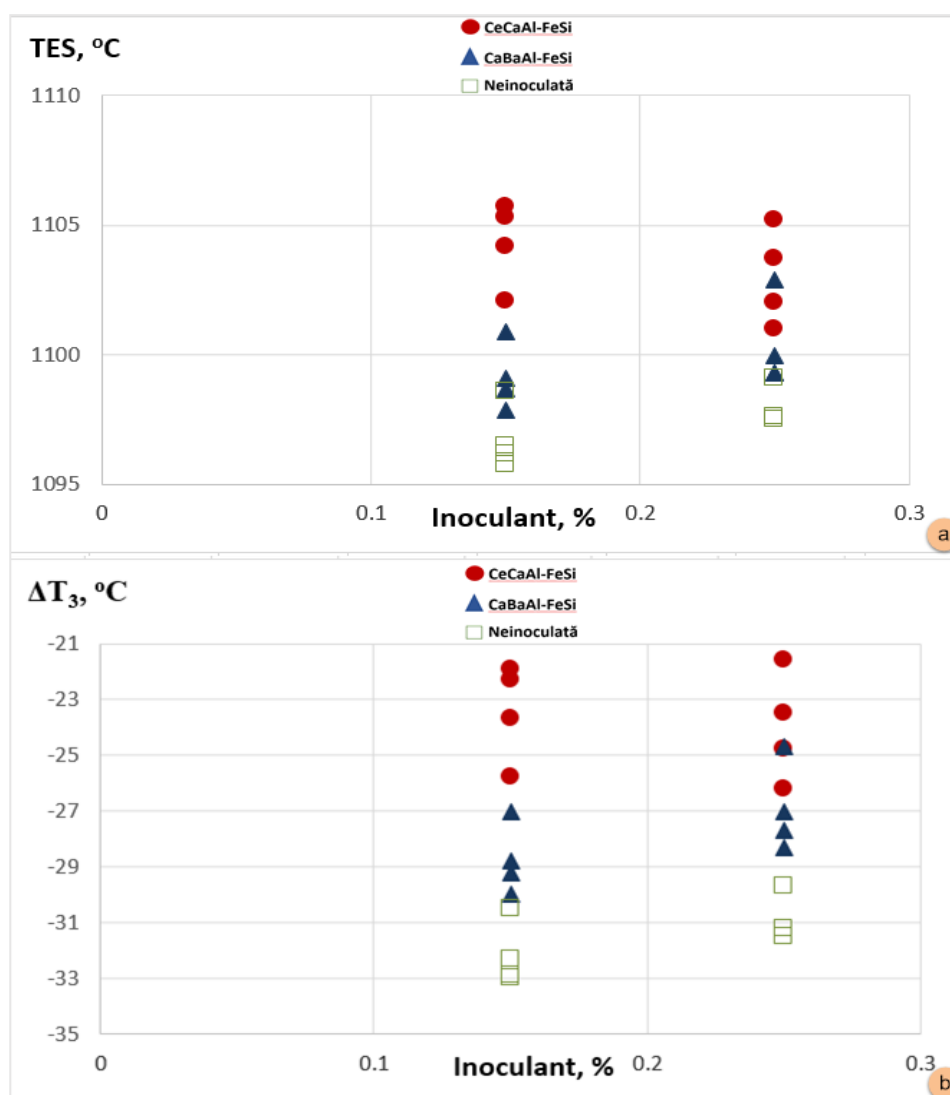 TES, °C
CeCaAl-FeSi
CaBaAl-FeSi
Neinoculată
1110
1105
1100
1095
0
0.1
0.2
0.3
Inoculant, %
a
ΔT₃, °C
CeCaAl-FeSi
CaBaAl-FeSi
Neinoculată
-21
-23
-25
-27
-29
-31
-33
-35
0
0.1
0.2
0.3
Inoculant, %
b